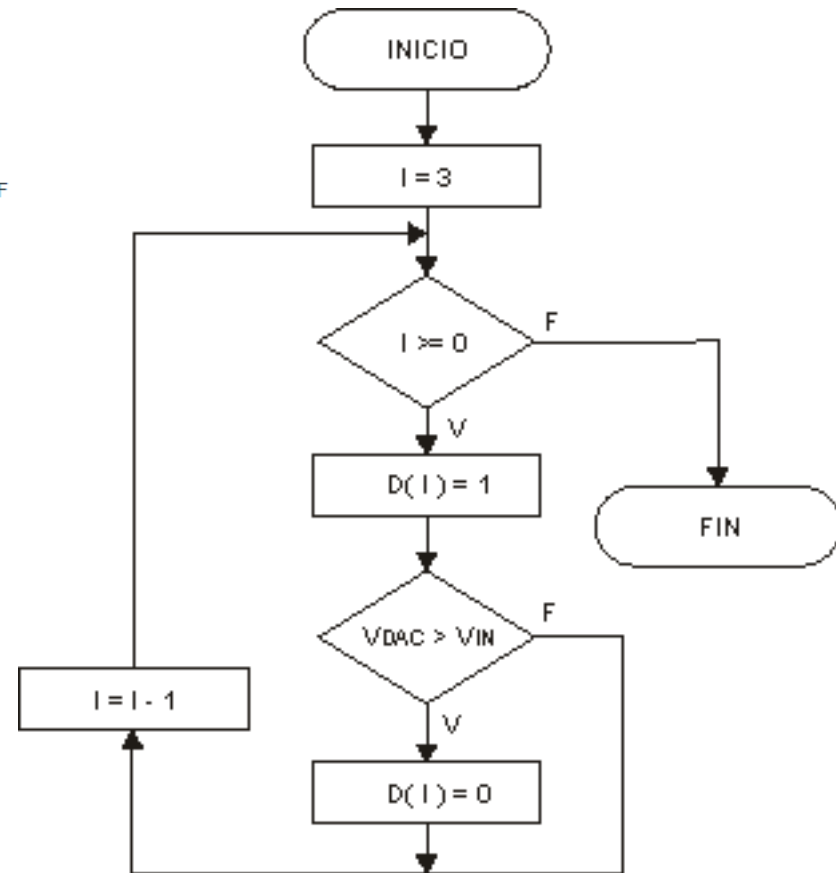 INICIO
I = 3
F
I >= 0
F
V
D( I ) = 1
FIN
VDAC > VIN
F
I = I - 1
V
D( I ) = 0